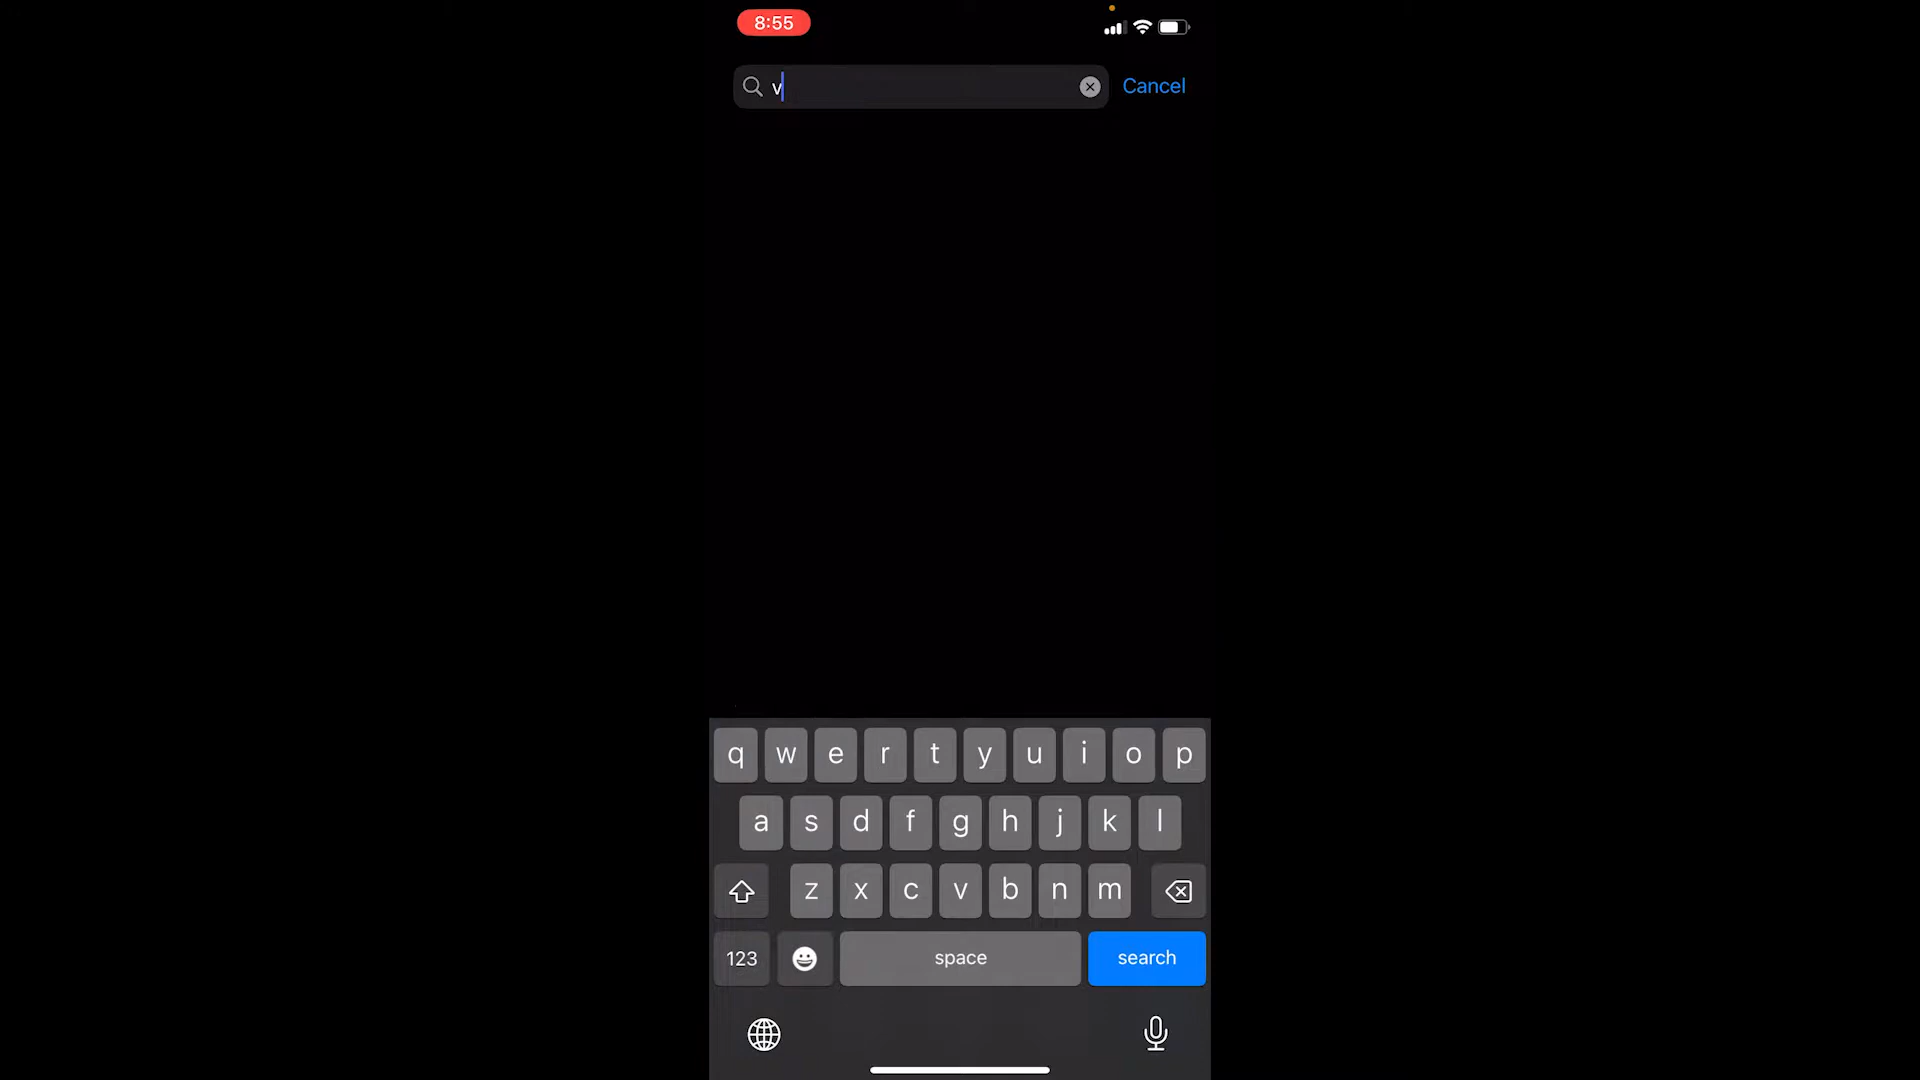 8:55
v
Cancel
q w e r t y u i o p
a s d f g h j k l
z x c v b n m
123 space search